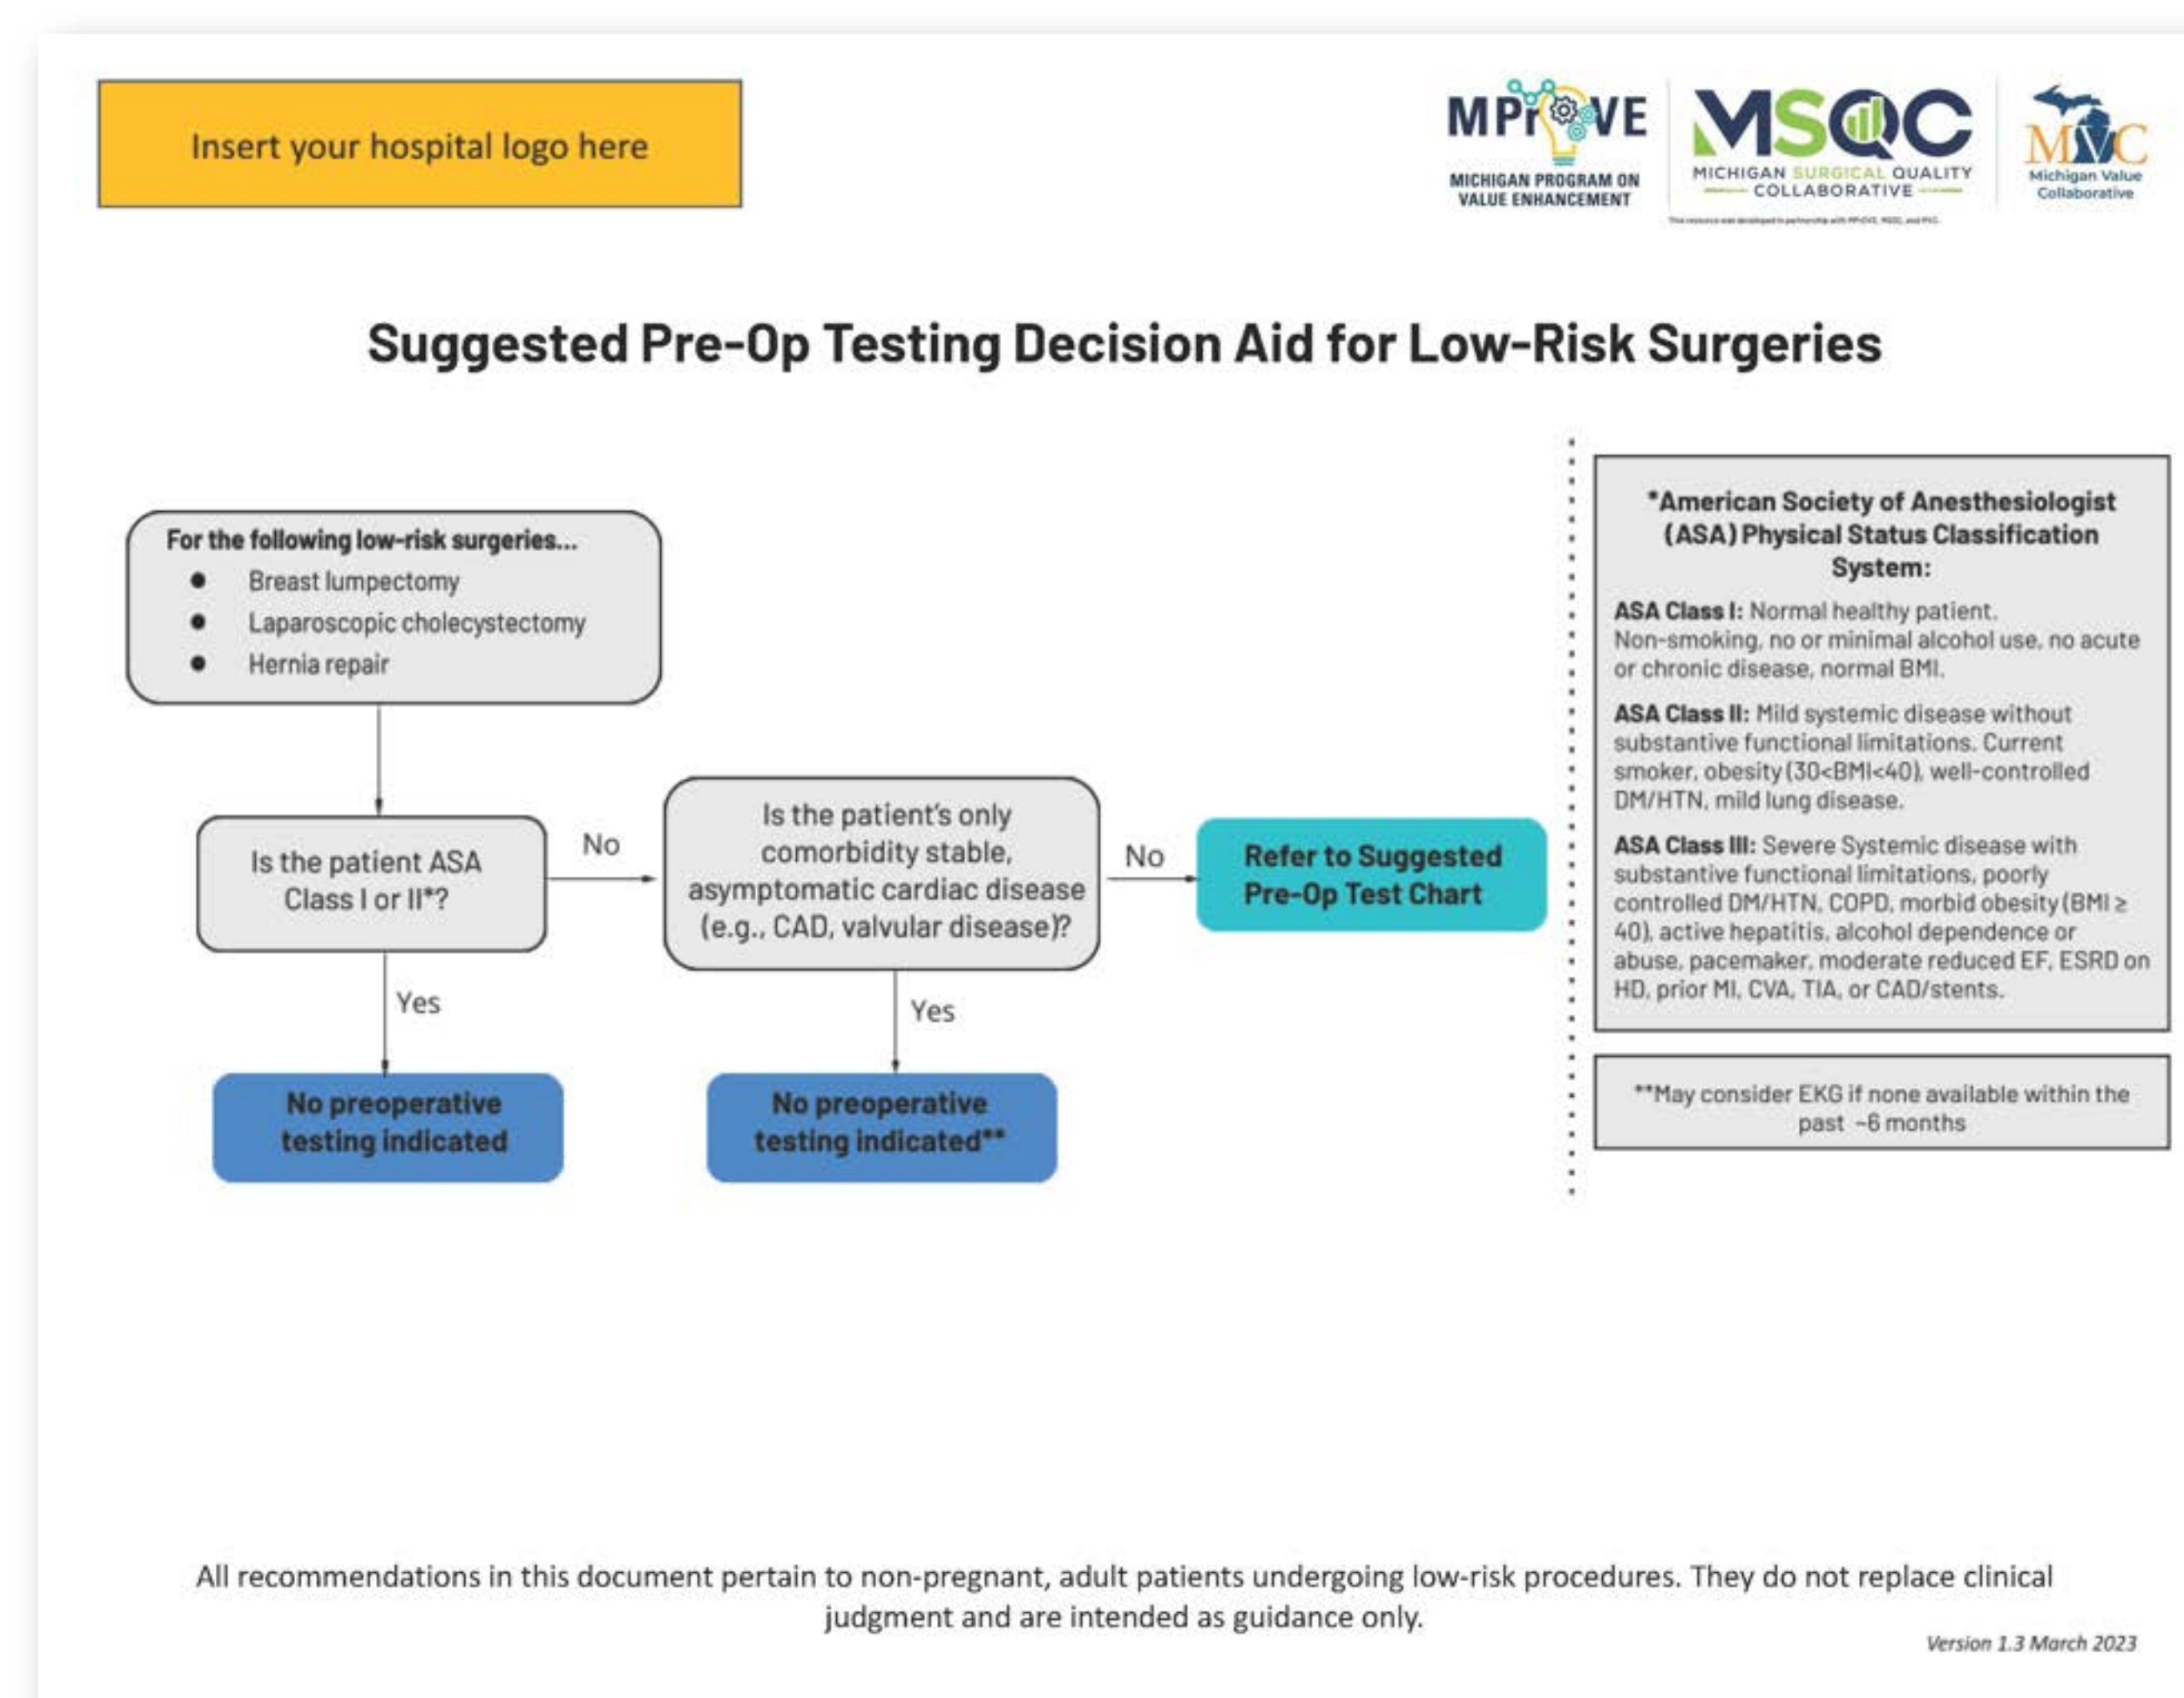 Insert your hospital logo here
MPrOVE
MICHIGAN PROGRAM ON
VALUE ENHANCEMENT
MSQC
MICHIGAN SURGICAL QUALITY
COLLABORATIVE
MVC
Michigan Value
Collaborative
This resource was developed in partnership with MPrOVE, MSQC, and MVC.
Suggested Pre-Op Testing Decision Aid for Low-Risk Surgeries
For the following low-risk surgeries...
● Breast lumpectomy
● Laparoscopic cholecystectomy
● Hernia repair
Is the patient ASA
Class I or II*?
No
Yes
No preoperative
testing indicated
Is the patient's only
comorbidity stable,
asymptomatic cardiac disease
(e.g., CAD, valvular disease)?
No
Yes
No preoperative
testing indicated**
Refer to Suggested
Pre-Op Test Chart
*American Society of Anesthesiologist
(ASA) Physical Status Classification
System:
ASA Class I: Normal healthy patient.
Non-smoking, no or minimal alcohol use, no acute
or chronic disease, normal BMI.
ASA Class II: Mild systemic disease without
substantive functional limitations. Current
smoker, obesity (30<BMI<40), well-controlled
DM/HTN, mild lung disease.
ASA Class III: Severe Systemic disease with
substantive functional limitations, poorly
controlled DM/HTN, COPD, morbid obesity (BMI ≥
40), active hepatitis, alcohol dependence or
abuse, pacemaker, moderate reduced EF, ESRD on
HD, prior MI, CVA, TIA, or CAD/stents.
**May consider EKG if none available within the
past ~6 months
All recommendations in this document pertain to non-pregnant, adult patients undergoing low-risk procedures. They do not replace clinical
judgment and are intended as guidance only.
Version 1.3 March 2023